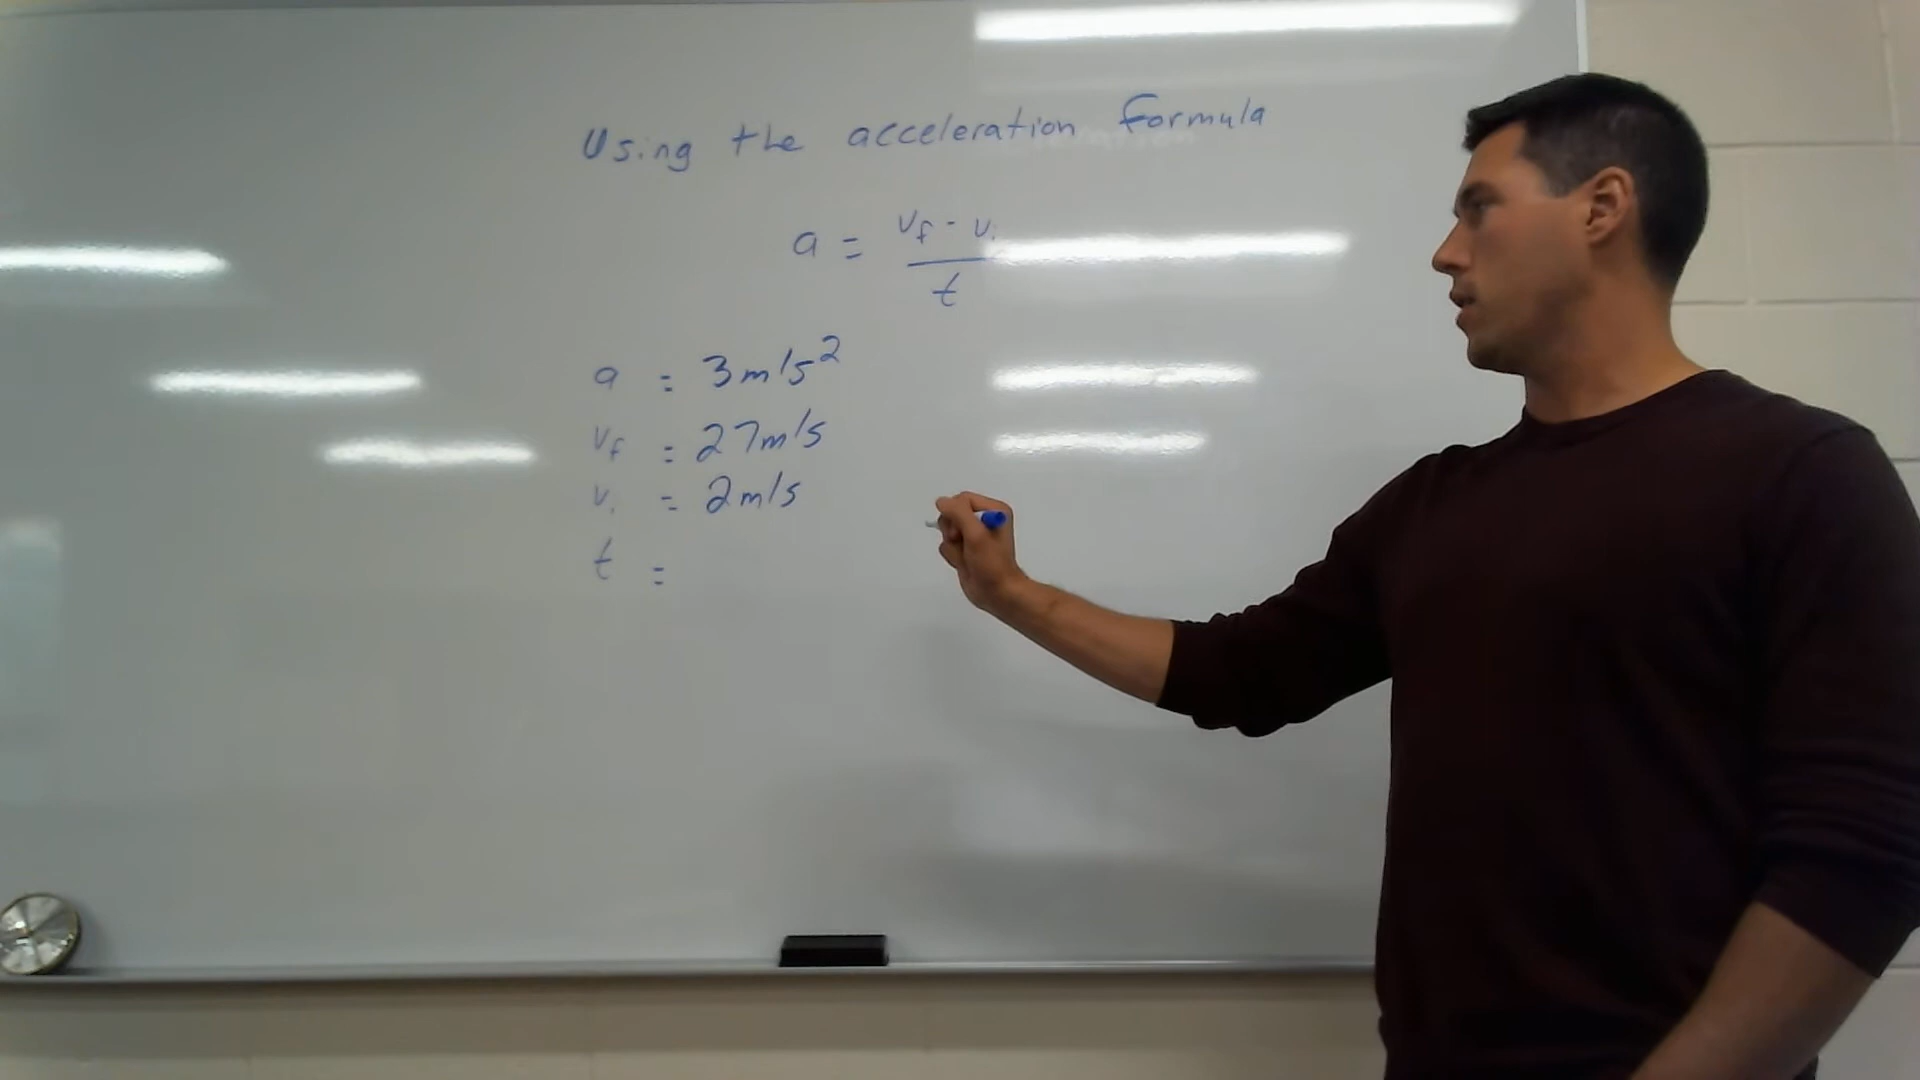 Using the acceleration formula
a = vf - vi
t
a = 3m/s²
vf = 27m/s
vi = 2m/s
t =